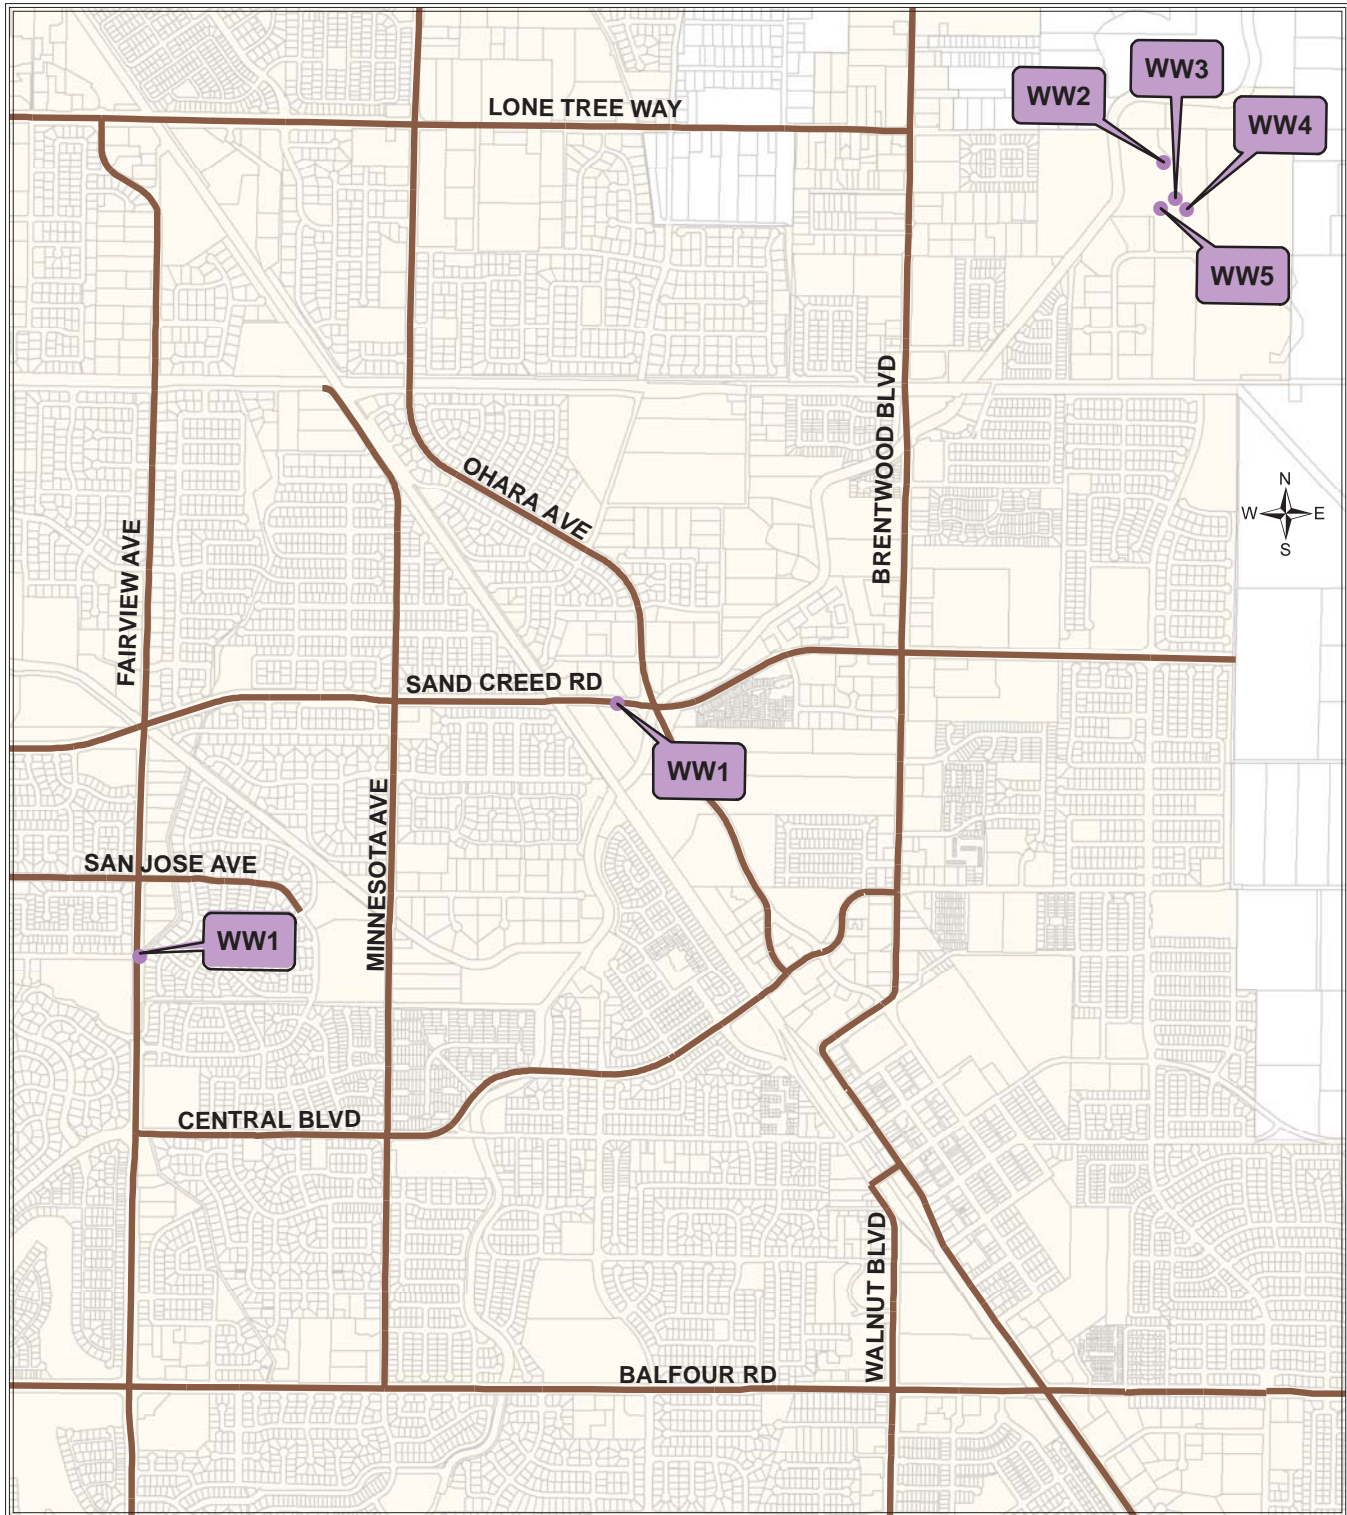 WW3
WW2
LONE TREE WAY
WW4
WW5
BRENTWOOD BLVD
OHARA AVE
N
W
E
S
FAIRVIEW AVE
SAND CREED RD
WW1
MINNESOTA AVE
SAN JOSE AVE
WW1
CENTRAL BLVD
WALNUT BLVD
BALFOUR RD